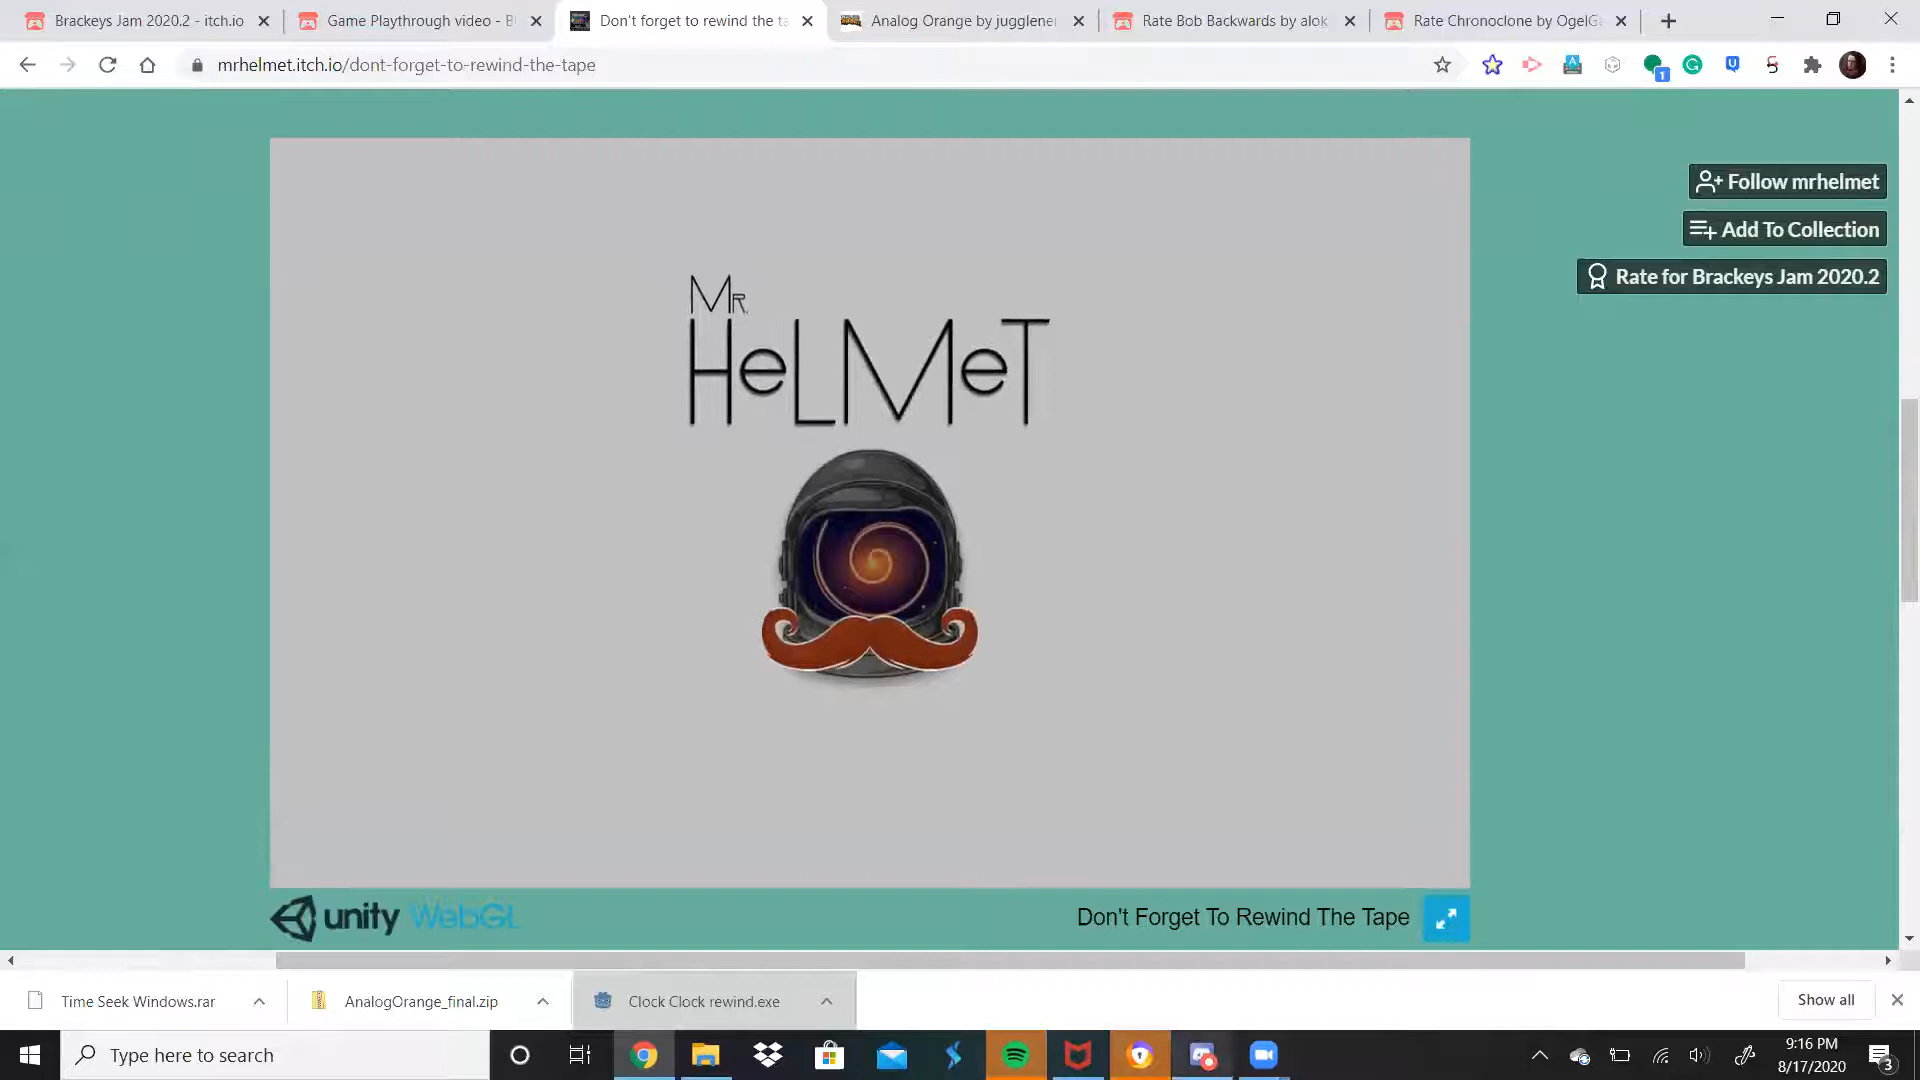 Brackeys Jam 2020.2 - itch.io
Game Playthrough video - B
Don't forget to rewind the ta
Analog Orange by jugglener
Rate Bob Backwards by alok
Rate Chronoclone by OgelGa
mrhelmet.itch.io/dont-forget-to-rewind-the-tape
1
Follow mrhelmet
Add To Collection
Rate for Brackeys Jam 2020.2
MR.
HeLMeT
unity WebGL
Don't Forget To Rewind The Tape
Time Seek Windows.rar
AnalogOrange_final.zip
Clock Clock rewind.exe
Show all
Type here to search
9:16 PM
8/17/2020
3